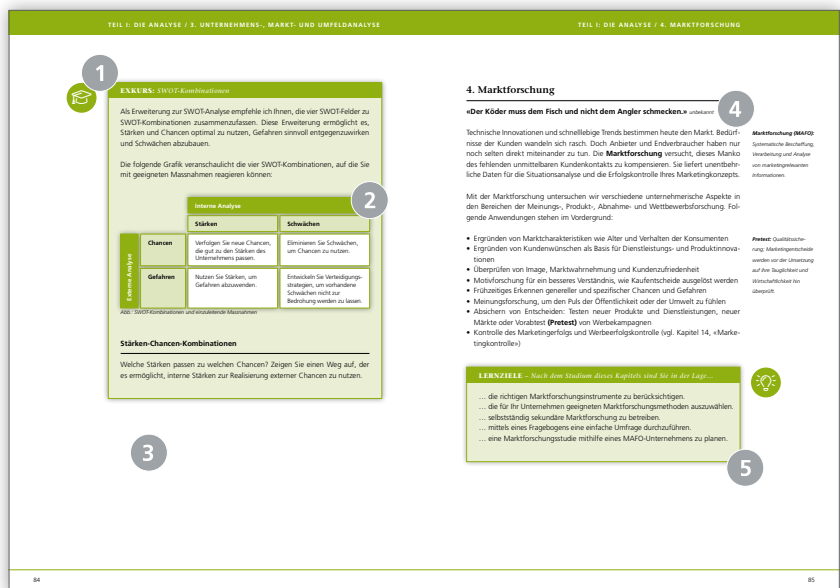 TEIL I: DIE ANALYSE / 3. UNTERNEHMENS-, MARKT- UND UMFELDANALYSE
1
EXKURS: SWOT-Kombinationen
Als Erweiterung zur SWOT-Analyse empfehle ich Ihnen, die vier SWOT-Felder zu
SWOT-Kombinationen zusammenzufassen. Diese Erweiterung ermöglicht es,
Stärken und Chancen optimal zu nutzen, Gefahren sinnvoll entgegenzuwirken
und Schwächen abzubauen.
Die folgende Grafik veranschaulicht die vier SWOT-Kombinationen, auf die Sie
mit geeigneten Massnahmen reagieren können:
2
Interne Analyse
Stärken
Schwächen
Externe Analyse
Chancen
Verfolgen Sie neue Chancen,
die gut zu den Stärken des
Unternehmens passen.
Eliminieren Sie Schwächen,
um Chancen zu nutzen.
Gefahren
Nutzen Sie Stärken, um
Gefahren abzuwenden.
Entwickeln Sie Verteidigungs-
strategien, um vorhandene
Schwächen nicht zur
Bedrohung werden zu lassen.
Abb.: SWOT-Kombinationen und einzuleitende Massnahmen
Stärken-Chancen-Kombinationen
Welche Stärken passen zu welchen Chancen? Zeigen Sie einen Weg auf, der
es ermöglicht, interne Stärken zur Realisierung externer Chancen zu nutzen.
3
84
TEIL I: DIE ANALYSE / 4. MARKTFORSCHUNG
4. Marktforschung
4
«Der Köder muss dem Fisch und nicht dem Angler schmecken.» unbekannt
Technische Innovationen und schnelllebige Trends bestimmen heute den Markt. Bedürf-
nisse der Kunden wandeln sich rasch. Doch Anbieter und Endverbraucher haben nur
noch selten direkt miteinander zu tun. Die Marktforschung versucht, dieses Manko
des fehlenden unmittelbaren Kundenkontakts zu kompensieren. Sie liefert unentbehr-
liche Daten für die Situationsanalyse und die Erfolgskontrolle Ihres Marketingkonzepts.
Marktforschung (MAFO):
Systematische Beschaffung,
Verarbeitung und Analyse
von marketingrelevanten
Informationen.
Mit der Marktforschung untersuchen wir verschiedene unternehmerische Aspekte in
den Bereichen der Meinungs-, Produkt-, Abnahme- und Wettbewerbsforschung. Fol-
gende Anwendungen stehen im Vordergrund:
• Ergründen von Marktcharakteristiken wie Alter und Verhalten der Konsumenten
• Ergründen von Kundenwünschen als Basis für Dienstleistungs- und Produktinnova-
tionen
• Überprüfen von Image, Marktwahrnehmung und Kundenzufriedenheit
• Motivforschung für ein besseres Verständnis, wie Kaufentscheide ausgelöst werden
• Frühzeitiges Erkennen genereller und spezifischer Chancen und Gefahren
• Meinungsforschung, um den Puls der Öffentlichkeit oder der Umwelt zu fühlen
• Absichern von Entscheiden: Testen neuer Produkte und Dienstleistungen, neuer
Märkte oder Vorabtest (Pretest) von Werbekampagnen
• Kontrolle des Marketingerfolgs und Werbeerfolgskontrolle (vgl. Kapitel 14, «Marke-
tingkontrolle»)
Pretest: Qualitätssiche-
rung; Marketingentscheide
werden vor der Umsetzung
auf ihre Tauglichkeit und
Wirtschaftlichkeit hin
überprüft.
LERNZIELE – Nach dem Studium dieses Kapitels sind Sie in der Lage…
… die richtigen Marktforschungsinstrumente zu berücksichtigen.
… die für Ihr Unternehmen geeigneten Marktforschungsmethoden auszuwählen.
… selbstständig sekundäre Marktforschung zu betreiben.
… mittels eines Fragebogens eine einfache Umfrage durchzuführen.
… eine Marktforschungsstudie mithilfe eines MAFO-Unternehmens zu planen.
5
85